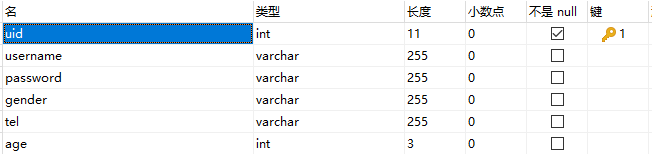 名 类型 长度 小数点 不是 null 键
uid int 11 0 1
username varchar 255 0
password varchar 255 0
gender varchar 255 0
tel varchar 255 0
age int 3 0